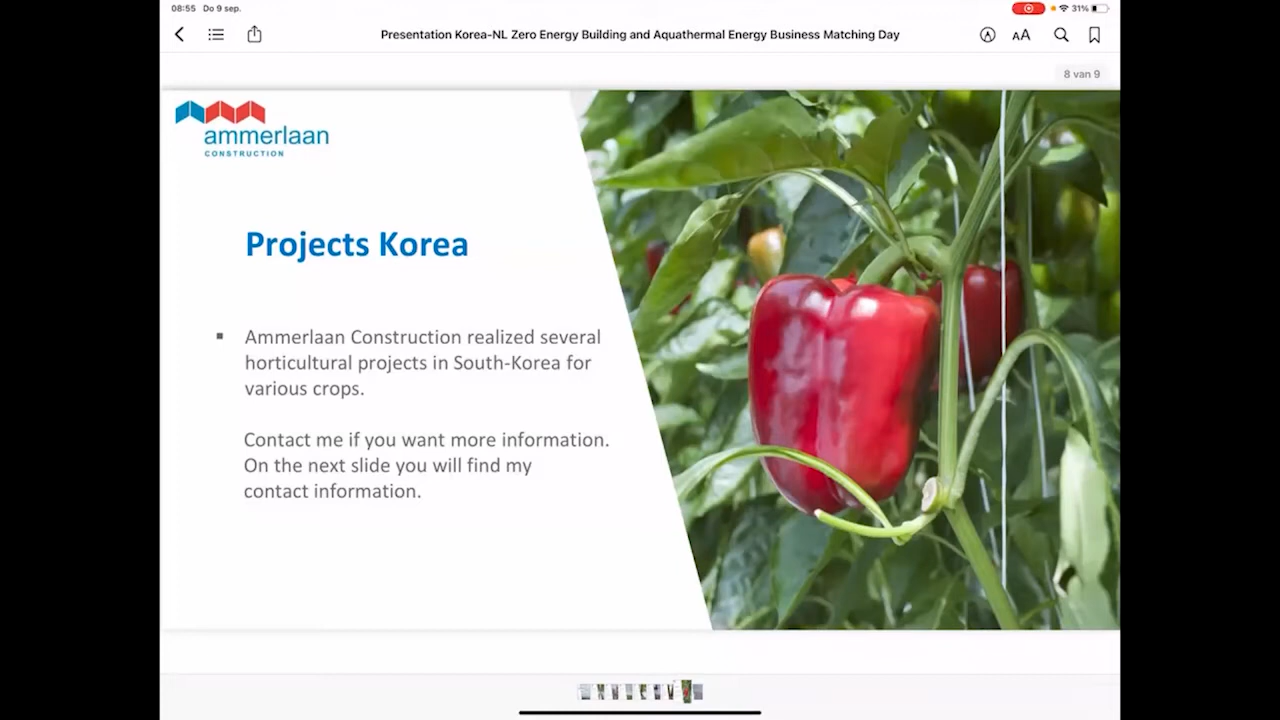 08:55 Do 9 sep.
31%
Presentation Korea-NL Zero Energy Building and Aquathermal Energy Business Matching Day
AA
8 van 9
ammerlaan
CONSTRUCTION
Projects Korea
▪ Ammerlaan Construction realized several
horticultural projects in South-Korea for
various crops.
Contact me if you want more information.
On the next slide you will find my
contact information.